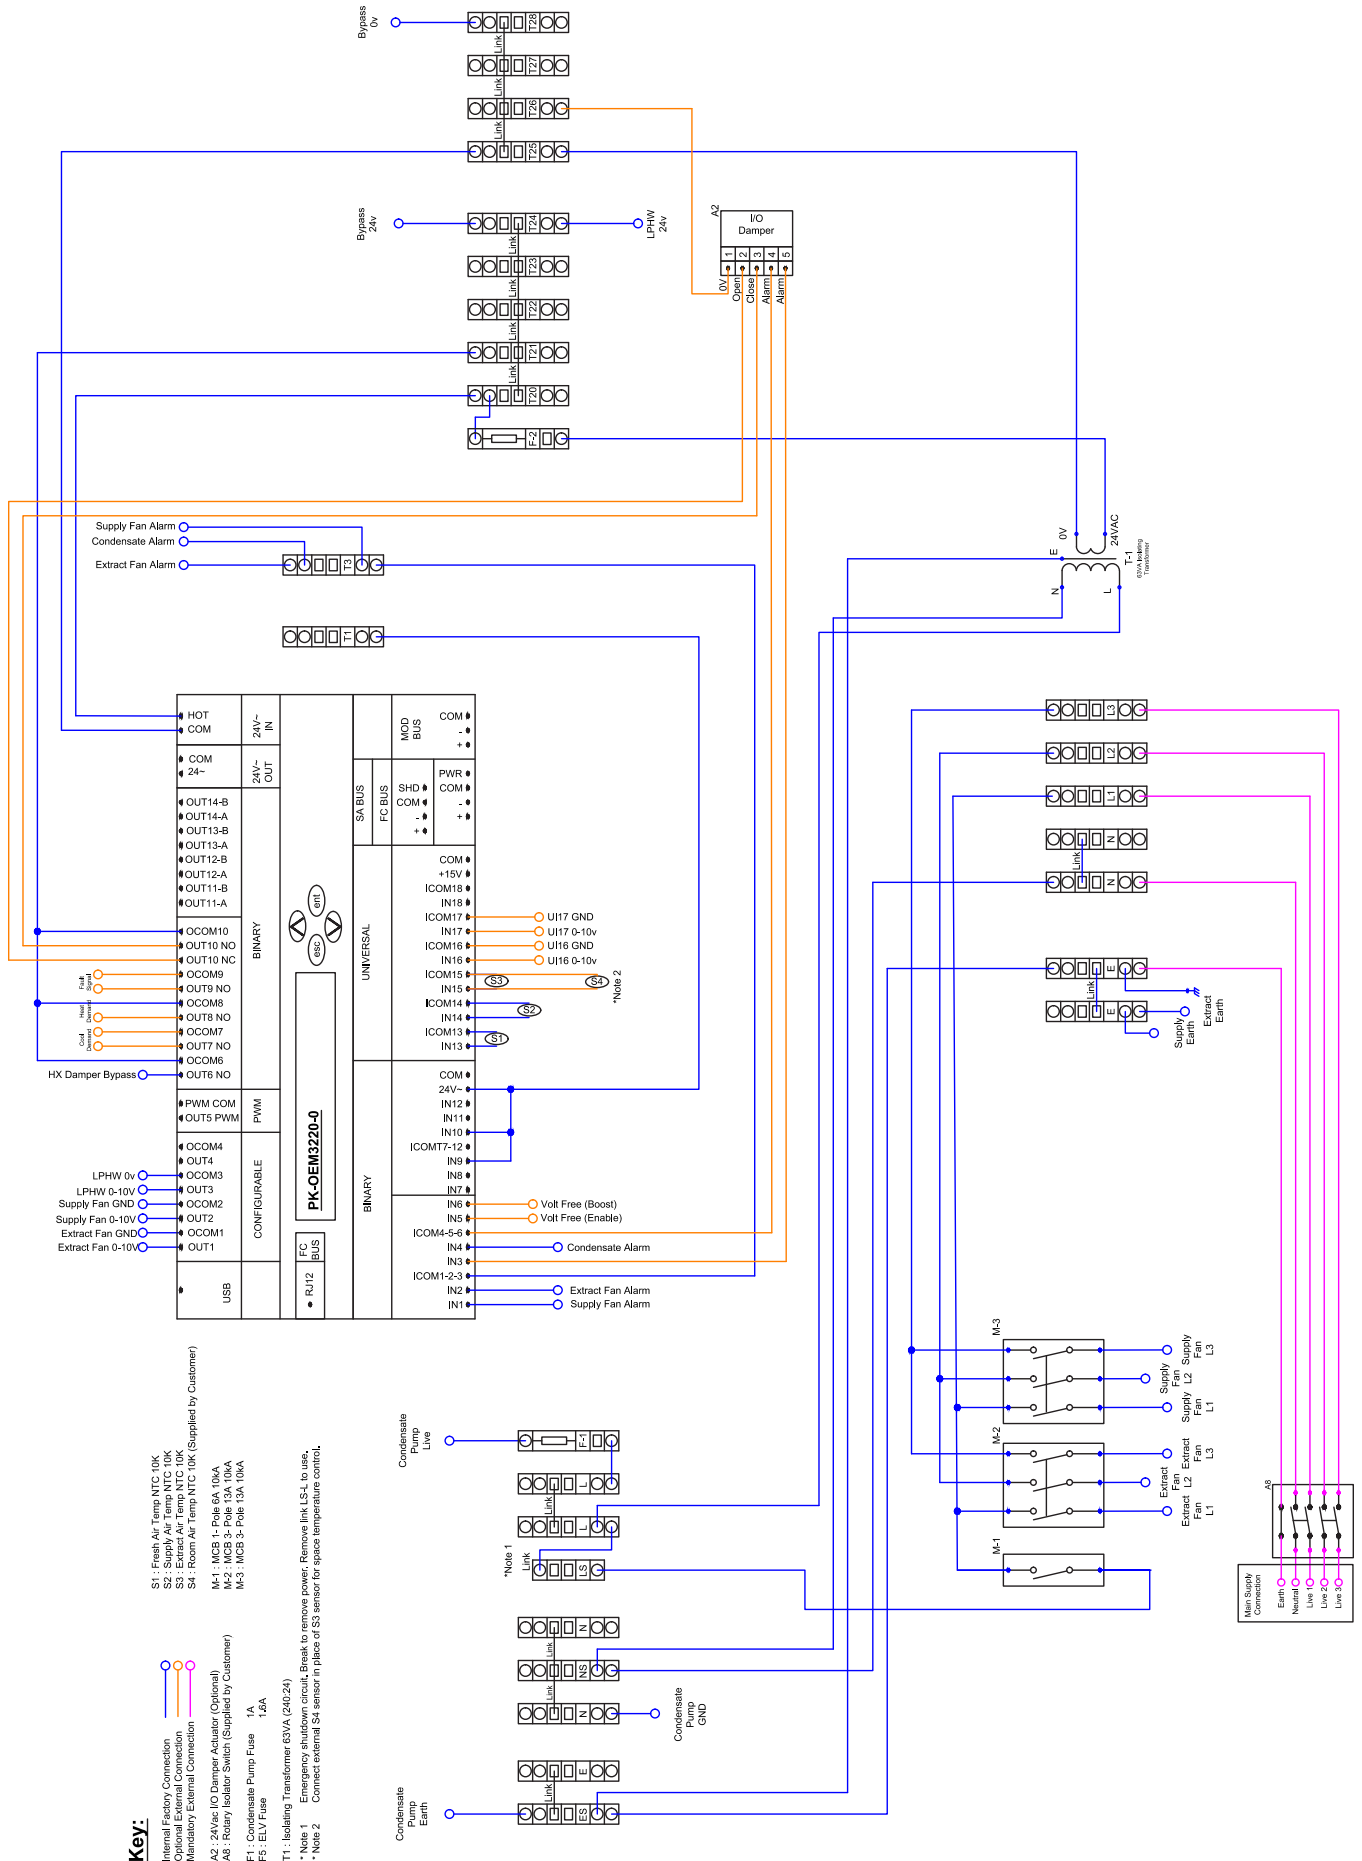 Bypass
0v
T28
Link
T27
Link
T26
Link
T25
Bypass
24v
T24
LPHW
24v
Link
T23
Link
T22
Link
T21
Link
T20
F-2
A2
I/O
Damper
1
2
3
4
5
0V
Open
Close
Alarm
Alarm
Supply Fan Alarm
Condensate Alarm
Extract Fan Alarm
T3
T1
0V
24VAC
E
N
L
T-1
63VA Isolating
Transformer
HOT
COM
24V~
IN
COM
24~
24V~
OUT
OUT14-B
OUT14-A
OUT13-B
OUT13-A
OUT12-B
OUT12-A
OUT11-B
OUT11-A
OCOM10
OUT10 NO
OUT10 NC
OCOM9
OUT9 NO
OCOM8
OUT8 NO
OCOM7
OUT7 NO
OCOM6
OUT6 NO
BINARY
Fault
Signal
Heat
Demand
Cool
Demand
HX Damper Bypass
PWM COM
OUT5 PWM
PWM
OCOM4
OUT4
OCOM3
OUT3
OCOM2
OUT2
OCOM1
OUT1
CONFIGURABLE
LPHW 0v
LPHW 0-10V
Supply Fan GND
Supply Fan 0-10V
Extract Fan GND
Extract Fan 0-10V
USB
ent
esc
PK-OEM3220-0
FC
BUS
RJ12
MOD
BUS
COM
-
+
SA BUS
FC BUS
PWR
COM
-
+
SHD
COM
-
+
UNIVERSAL
COM
+15V
ICOM18
IN18
ICOM17
IN17
ICOM16
IN16
ICOM15
IN15
ICOM14
IN14
ICOM13
IN13
UI17 GND
UI17 0-10v
UI16 GND
UI16 0-10v
S3
S4
*Note 2
S2
S1
BINARY
COM
24V~
IN12
IN11
IN10
ICOMT7-12
IN9
IN8
IN7
IN6
IN5
ICOM4-5-6
IN4
IN3
ICOM1-2-3
IN2
IN1
Volt Free (Boost)
Volt Free (Enable)
Condensate Alarm
Extract Fan Alarm
Supply Fan Alarm
L3
L2
L1
N
Link
N
E
Link
E
Supply
Earth
Extract
Earth
M-3
Supply
Fan
L3
Supply
Fan
L2
Supply
Fan
L1
M-2
Extract
Fan
L3
Extract
Fan
L2
Extract
Fan
L1
M-1
A8
Main Supply
Connection
Earth
Neutral
Live 1
Live 2
Live 3
Condensate
Pump
Live
F-1
L
Link
L
*Note 1
Link
LS
N
Link
NS
Link
N
Condensate
Pump
GND
E
Link
ES
Condensate
Pump
Earth
Key:
Internal Factory Connection
Optional External Connection
Mandatory External Connection
A2 : 24Vac I/O Damper Actuator (Optional)
A8 : Rotary Isolator Switch (Supplied by Customer)
F1 : Condensate Pump Fuse 1A
F5 : ELV Fuse 1.6A
T1 : Isolating Transformer 63VA (240:24)
* Note 1 Emergency shutdown circuit. Break to remove power. Remove link LS-L to use.
* Note 2 Connect external S4 sensor in place of S3 sensor for space temperature control.
S1 : Fresh Air Temp NTC 10K
S2 : Supply Air Temp NTC 10K
S3 : Extract Air Temp NTC 10K
S4 : Room Air Temp NTC 10K (Supplied by Customer)
M-1 : MCB 1- Pole 6A 10kA
M-2 : MCB 3- Pole 13A 10kA
M-3 : MCB 3- Pole 13A 10kA